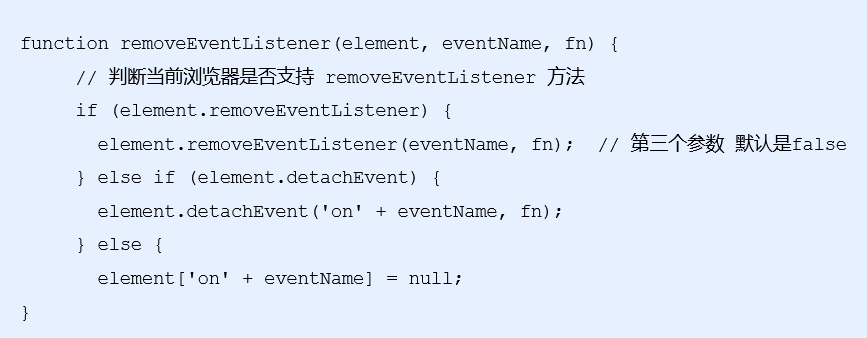 function removeEventListener(element, eventName, fn) {
// 判断当前浏览器是否支持 removeEventListener 方法
if (element.removeEventListener) {
element.removeEventListener(eventName, fn); // 第三个参数 默认是false
} else if (element.detachEvent) {
element.detachEvent('on' + eventName, fn);
} else {
element['on' + eventName] = null;
}